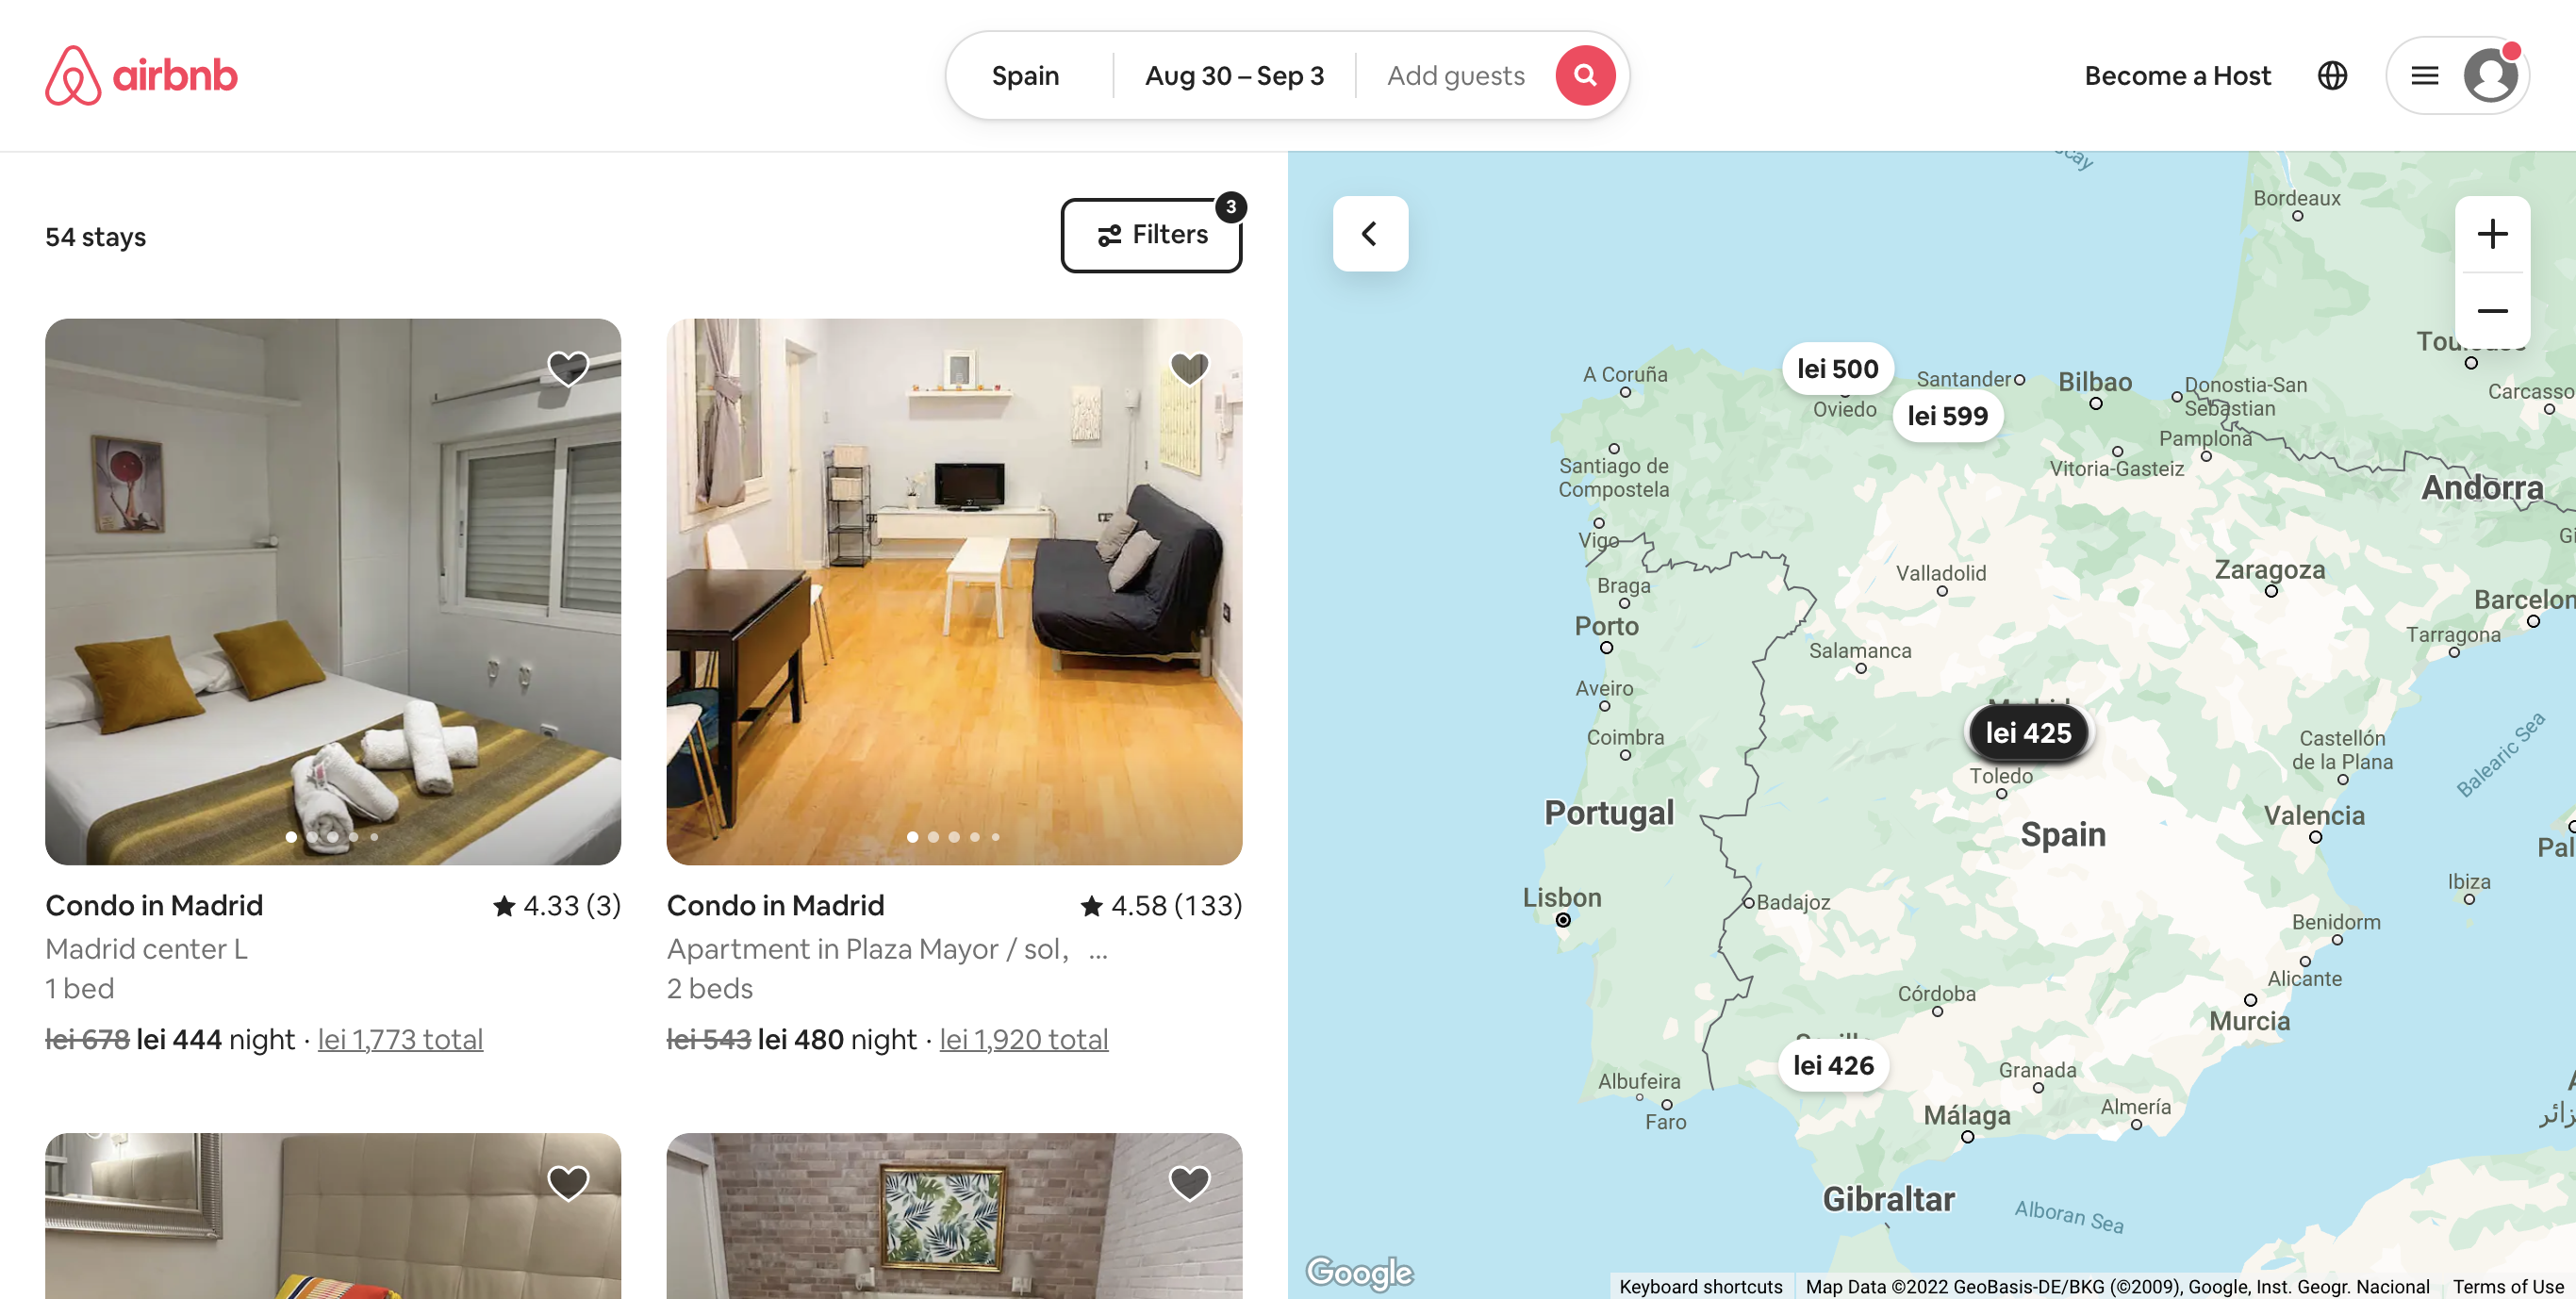 airbnb
Spain
Aug 30 – Sep 3
Add guests
Become a Host
54 stays
Filters
3
Condo in Madrid
4.33 (3)
Madrid center L
1 bed
lei 678 lei 444 night · lei 1,773 total
Condo in Madrid
4.58 (133)
Apartment in Plaza Mayor / sol, ...
2 beds
lei 543 lei 480 night · lei 1,920 total
Bordeaux
lei 500
A Coruña
Santander
Bilbao
Donostia-San
Sebastian
Carcasso
Oviedo
lei 599
Pamplona
Santiago de
Compostela
Vitoria-Gasteiz
Andorra
Vigo
Gi
Valladolid
Zaragoza
Braga
Barcelon
Porto
Tarragona
Salamanca
Aveiro
lei 425
Coimbra
Castellón
de la Plana
Balearic Sea
Toledo
Portugal
Valencia
Spain
Pal
Ibiza
Lisbon
Badajoz
Benidorm
Alicante
Córdoba
Murcia
lei 426
Granada
Albufeira
Almería
Málaga
Faro
Gibraltar
Alboran Sea
Google
Keyboard shortcuts
Map Data ©2022 GeoBasis-DE/BKG (©2009), Google, Inst. Geogr. Nacional
Terms of Use